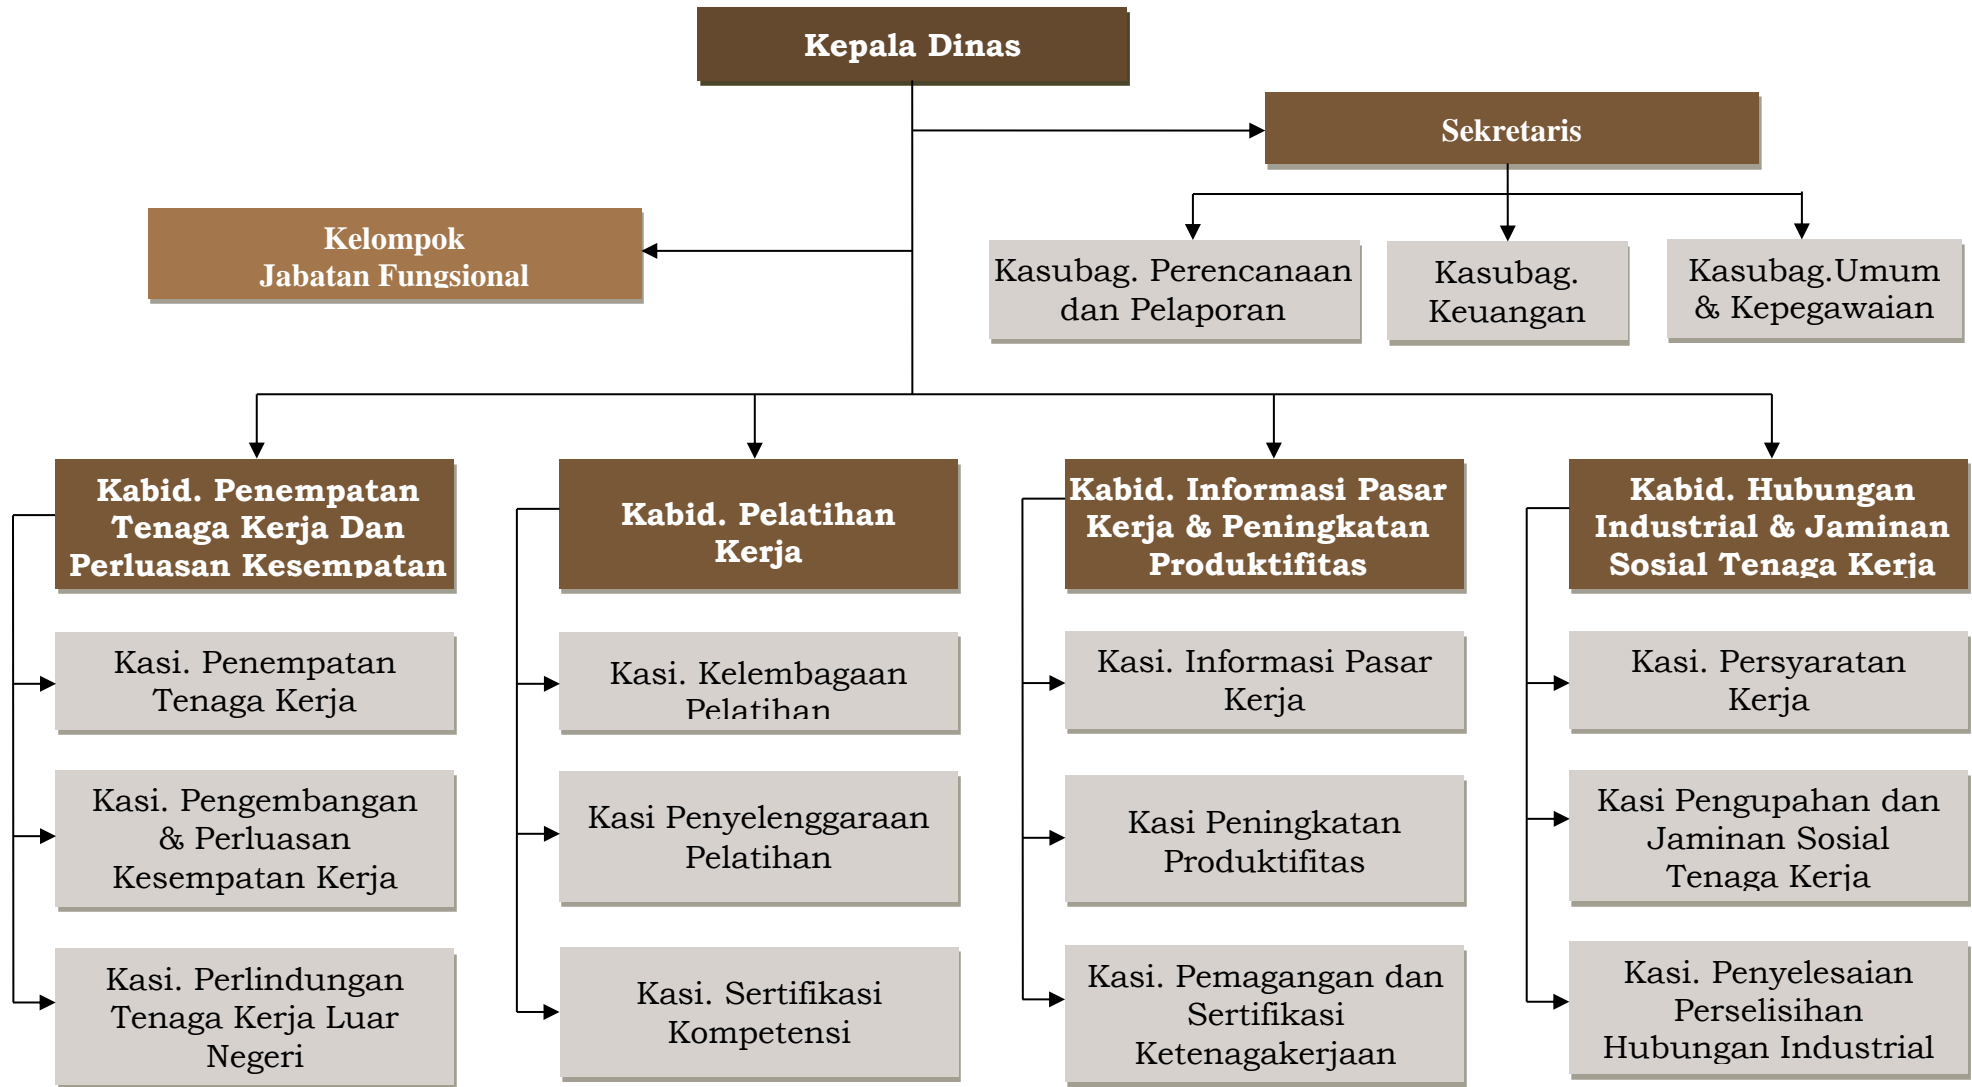 Kepala Dinas
Sekretaris
Kelompok
Jabatan Fungsional
Kasubag. Perencanaan
dan Pelaporan
Kasubag.
Keuangan
Kasubag.Umum
& Kepegawaian
Kabid. Penempatan
Tenaga Kerja Dan
Perluasan Kesempatan
Kabid. Pelatihan
Kerja
Kabid. Informasi Pasar
Kerja & Peningkatan
Produktifitas
Kabid. Hubungan
Industrial & Jaminan
Sosial Tenaga Kerja
Kasi. Penempatan
Tenaga Kerja
Kasi. Kelembagaan
Pelatihan
Kasi. Informasi Pasar
Kerja
Kasi. Persyaratan
Kerja
Kasi. Pengembangan
& Perluasan
Kesempatan Kerja
Kasi Penyelenggaraan
Pelatihan
Kasi Peningkatan
Produktifitas
Kasi Pengupahan dan
Jaminan Sosial
Tenaga Kerja
Kasi. Perlindungan
Tenaga Kerja Luar
Negeri
Kasi. Sertifikasi
Kompetensi
Kasi. Pemagangan dan
Sertifikasi
Ketenagakerjaan
Kasi. Penyelesaian
Perselisihan
Hubungan Industrial